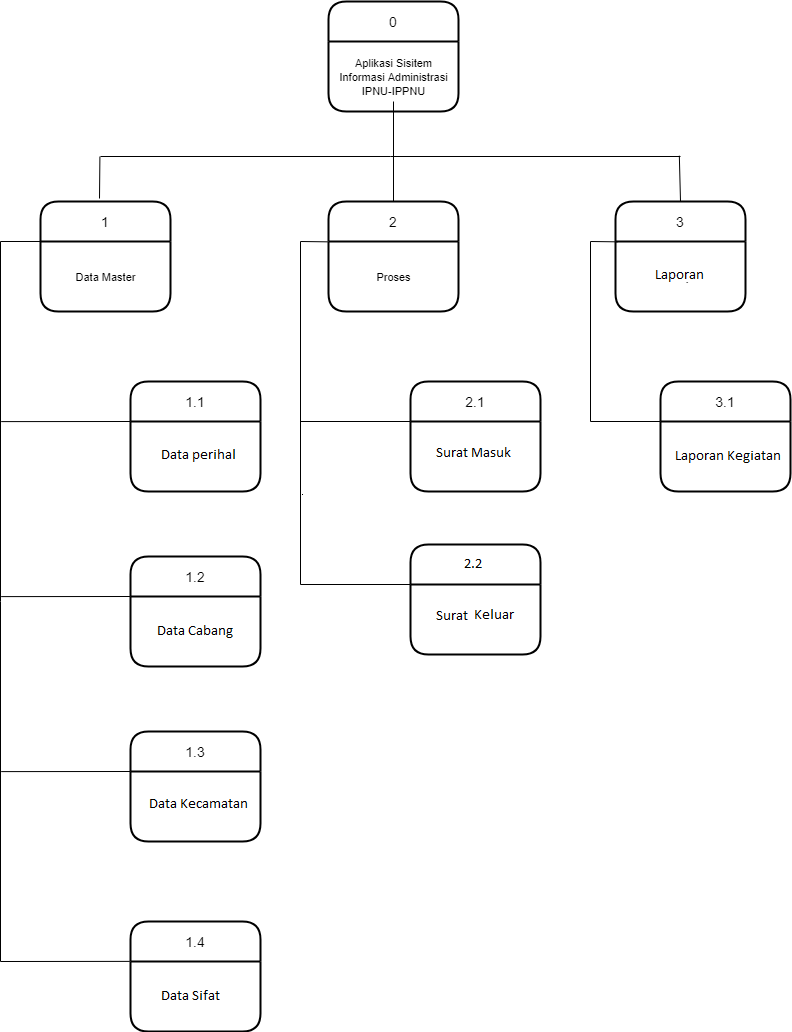 0
Aplikasi Sisitem
Informasi Administrasi
IPNU-IPPNU
1
Data Master
2
Proses
3
Laporan
1.1
Data perihal
2.1
Surat Masuk
3.1
Laporan Kegiatan
1.2
Data Cabang
2.2
Surat Keluar
1.3
Data Kecamatan
1.4
Data Sifat